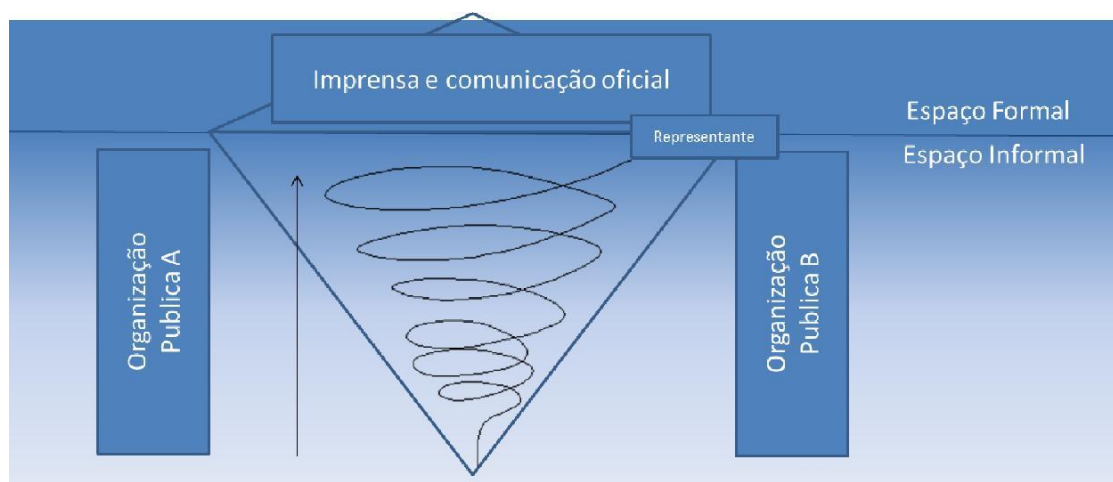 Imprensa e comunicação oficial
Espaço Formal
Representante
Espaço Informal
Organização
Publica A
Organização
Publica B